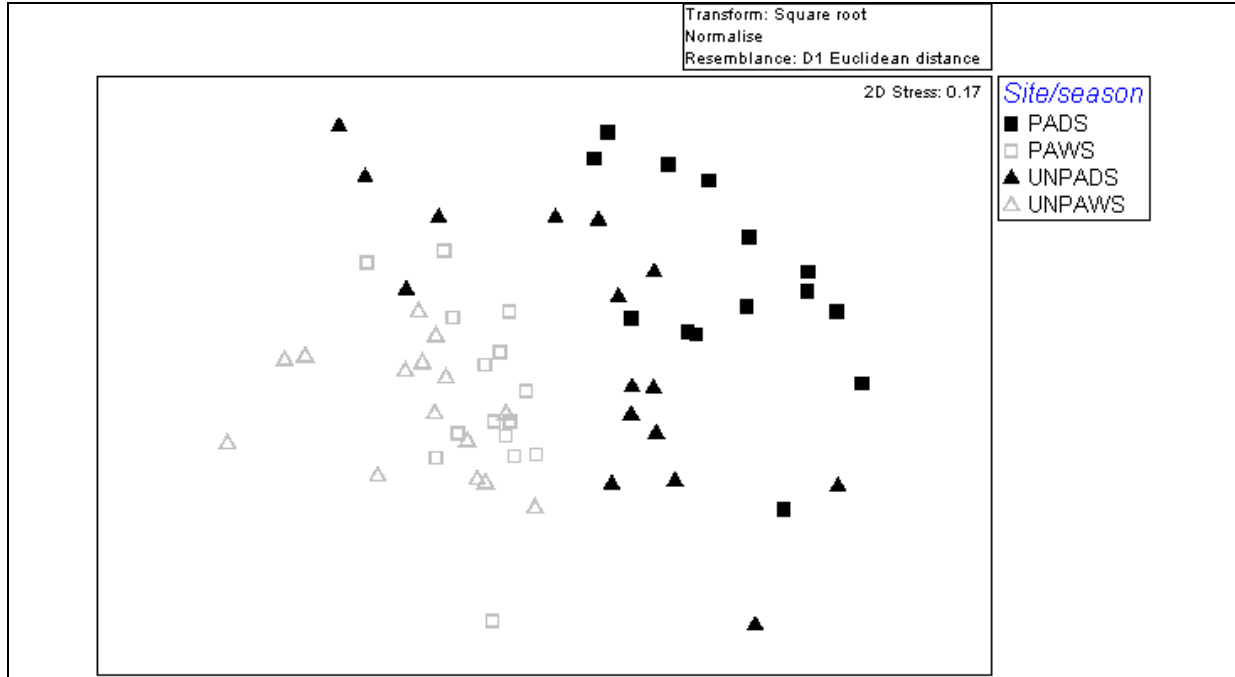 Transform: Square root
Normalise
Resemblance: D1 Euclidean distance
2D Stress: 0.17
Site/season
PADS
PAWS
UNPADS
UNPAWS